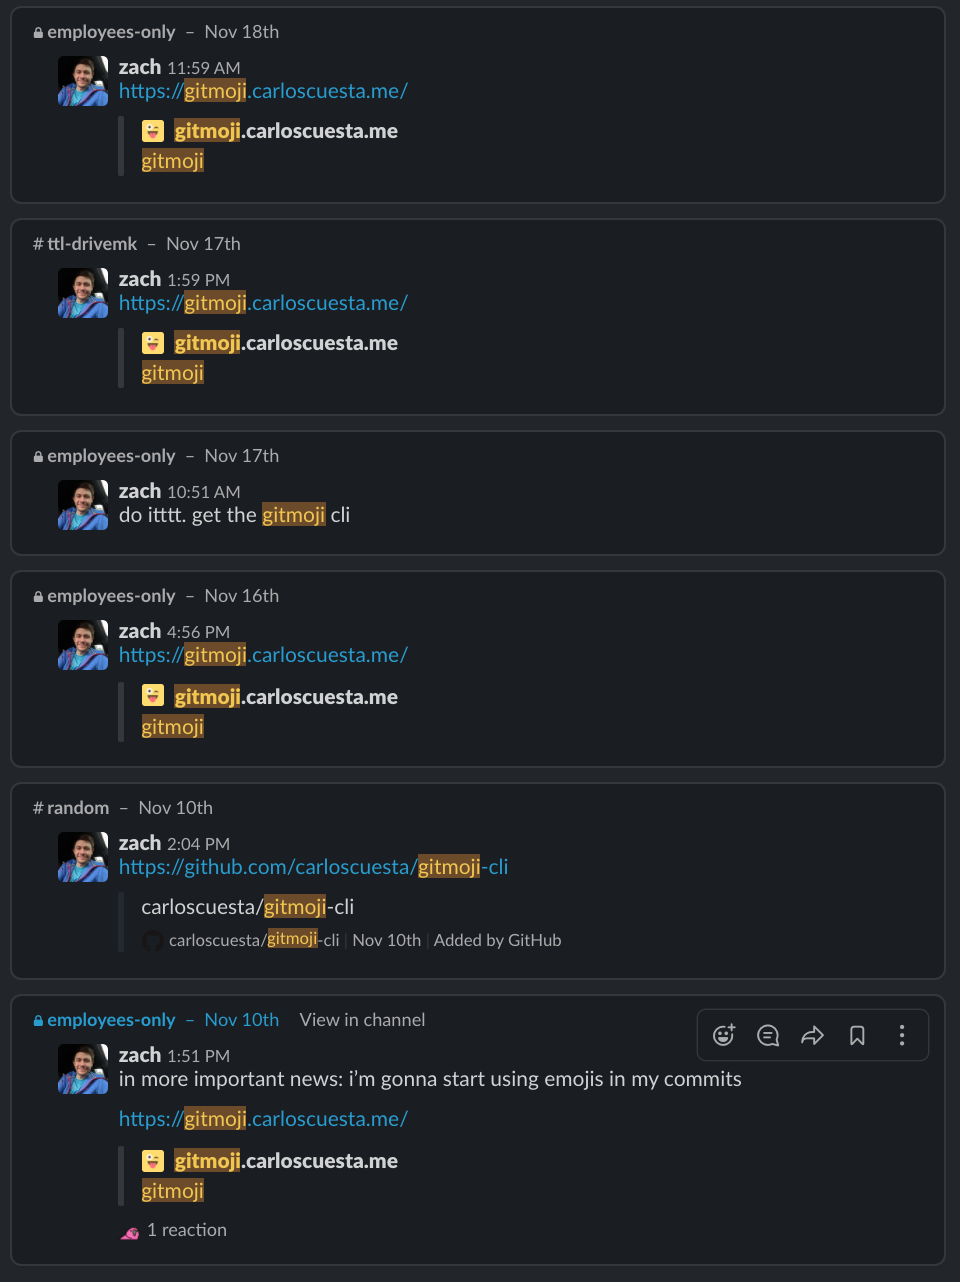 employees-only – Nov 18th
zach 11:59 AM
https://gitmoji.carloscuesta.me/
gitmoji.carloscuesta.me
gitmoji
# ttl-drivemk – Nov 17th
zach 1:59 PM
https://gitmoji.carloscuesta.me/
gitmoji.carloscuesta.me
gitmoji
employees-only – Nov 17th
zach 10:51 AM
do itttt. get the gitmoji cli
employees-only – Nov 16th
zach 4:56 PM
https://gitmoji.carloscuesta.me/
gitmoji.carloscuesta.me
gitmoji
# random – Nov 10th
zach 2:04 PM
https://github.com/carloscuesta/gitmoji-cli
carloscuesta/gitmoji-cli
carloscuesta/gitmoji-cli | Nov 10th | Added by GitHub
employees-only – Nov 10th View in channel
zach 1:51 PM
in more important news: i’m gonna start using emojis in my commits
https://gitmoji.carloscuesta.me/
gitmoji.carloscuesta.me
gitmoji
1 reaction